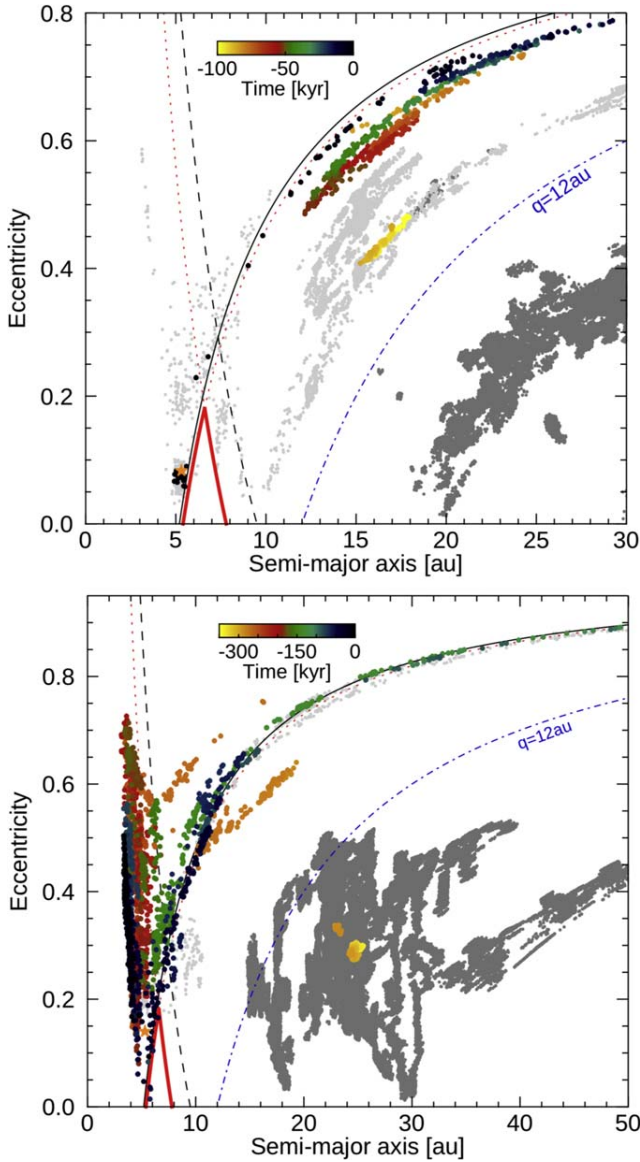 0.8
0.6
0.4
0.2
0.0
Eccentricity
-100 -50 0
Time [kyr]
q=12au
0 5 10 15 20 25 30
Semi-major axis [au]
0.8
0.6
0.4
0.2
0.0
Eccentricity
-300 -150 0
Time [kyr]
q=12au
0 10 20 30 40 50
Semi-major axis [au]